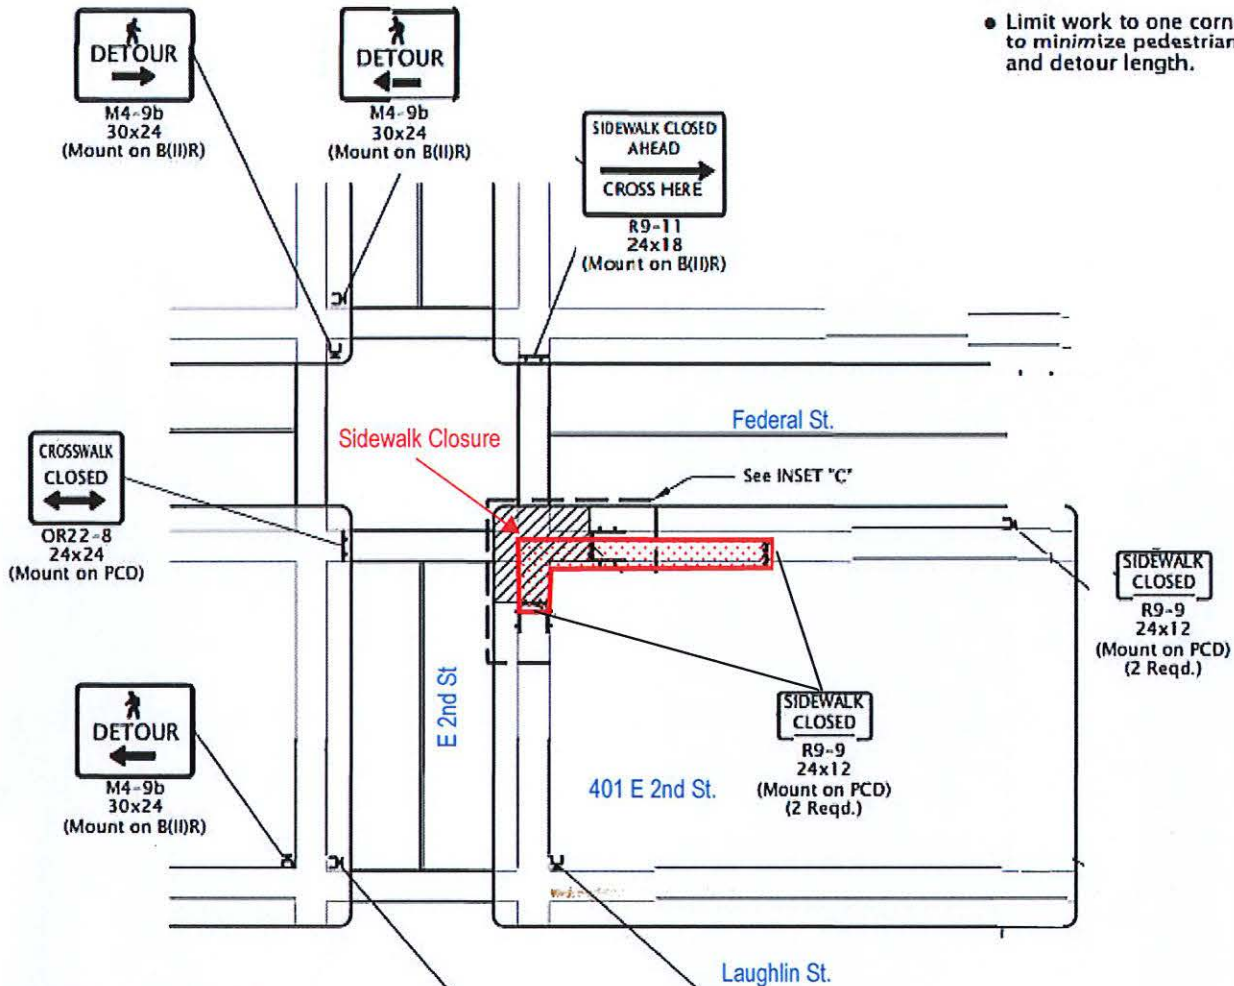 ● Limit work to one corn
to minimize pedestrian
and detour length.
DETOUR
M4-9b
30x24
(Mount on B(II)R)
DETOUR
M4-9b
30x24
(Mount on B(II)R)
SIDEWALK CLOSED
AHEAD
CROSS HERE
R9-11
24x18
(Mount on B(II)R)
Federal St.
Sidewalk Closure
See INSET "C"
CROSSWALK
CLOSED
OR22-8
24x24
(Mount on PCD)
SIDEWALK
CLOSED
R9-9
24x12
(Mount on PCD)
(2 Reqd.)
E 2nd St
SIDEWALK
CLOSED
R9-9
24x12
(Mount on PCD)
(2 Reqd.)
401 E 2nd St.
DETOUR
M4-9b
30x24
(Mount on B(II)R)
Laughlin St.